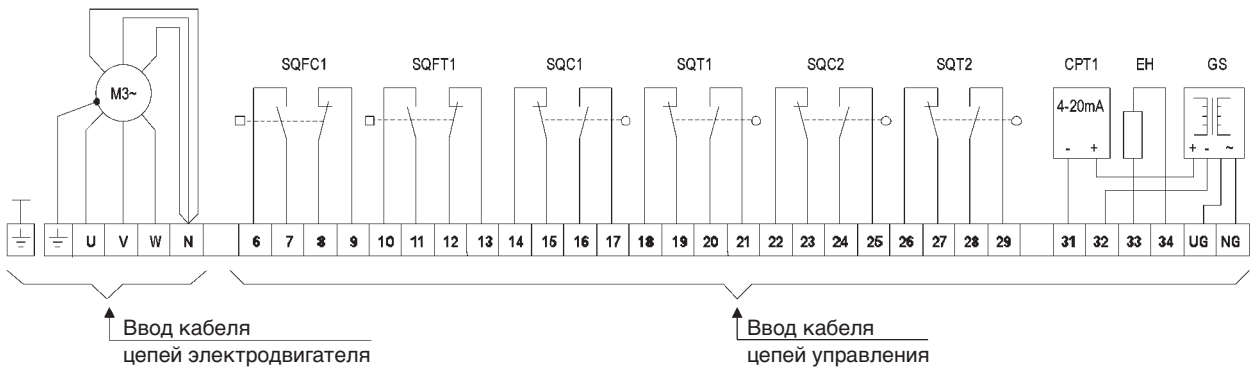 M3~
SQFC1 SQFT1 SQC1 SQT1 SQC2 SQT2 CPT1 EH GS
4-20mA
- + + - ~
U V W N 6 7 8 9 10 11 12 13 14 15 16 17 18 19 20 21 22 23 24 25 26 27 28 29 31 32 33 34 UG NG
Ввод кабеля
цепей электродвигателя
Ввод кабеля
цепей управления